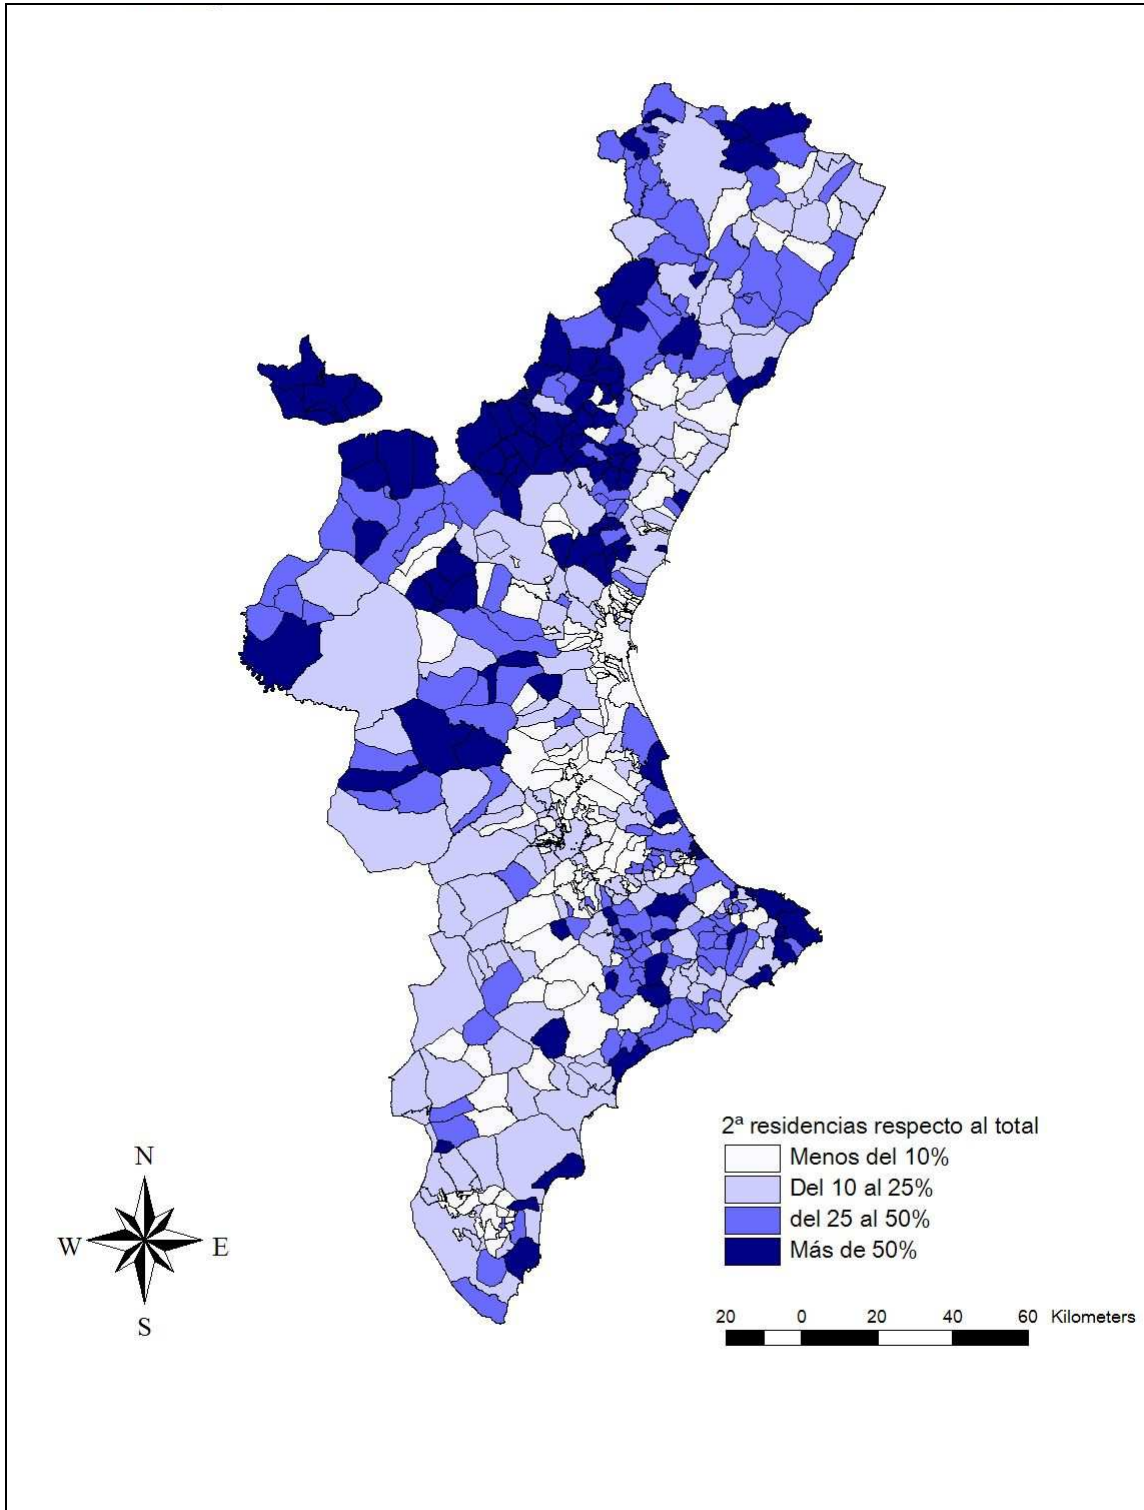 2ª residencias respecto al total
Menos del 10%
Del 10 al 25%
del 25 al 50%
Más de 50%
N
W E
S
20 0 20 40 60 Kilometers